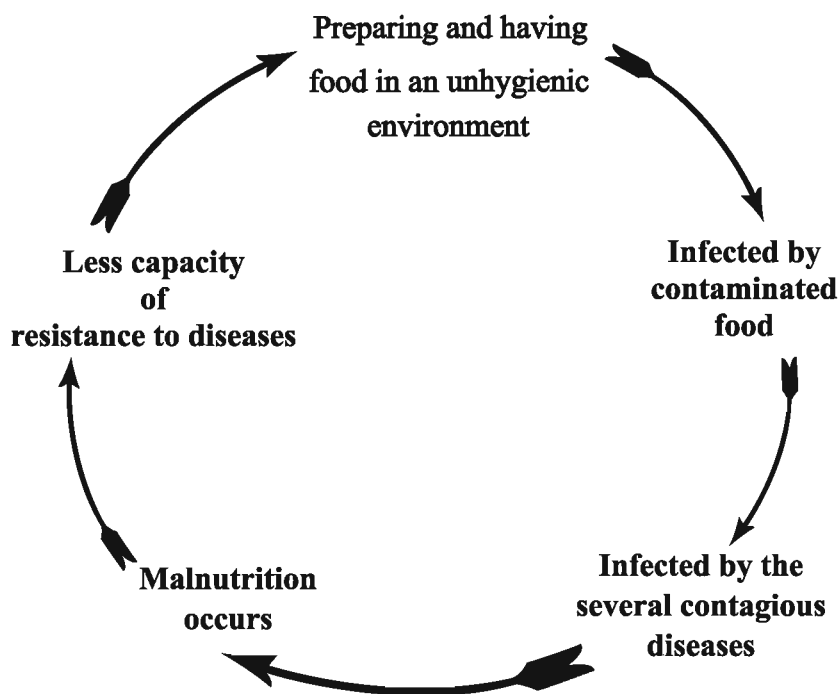 Preparing and having
food in an unhygienic
environment
Infected by
contaminated
food
Infected by the
several contagious
diseases
Malnutrition
occurs
Less capacity
of
resistance to diseases